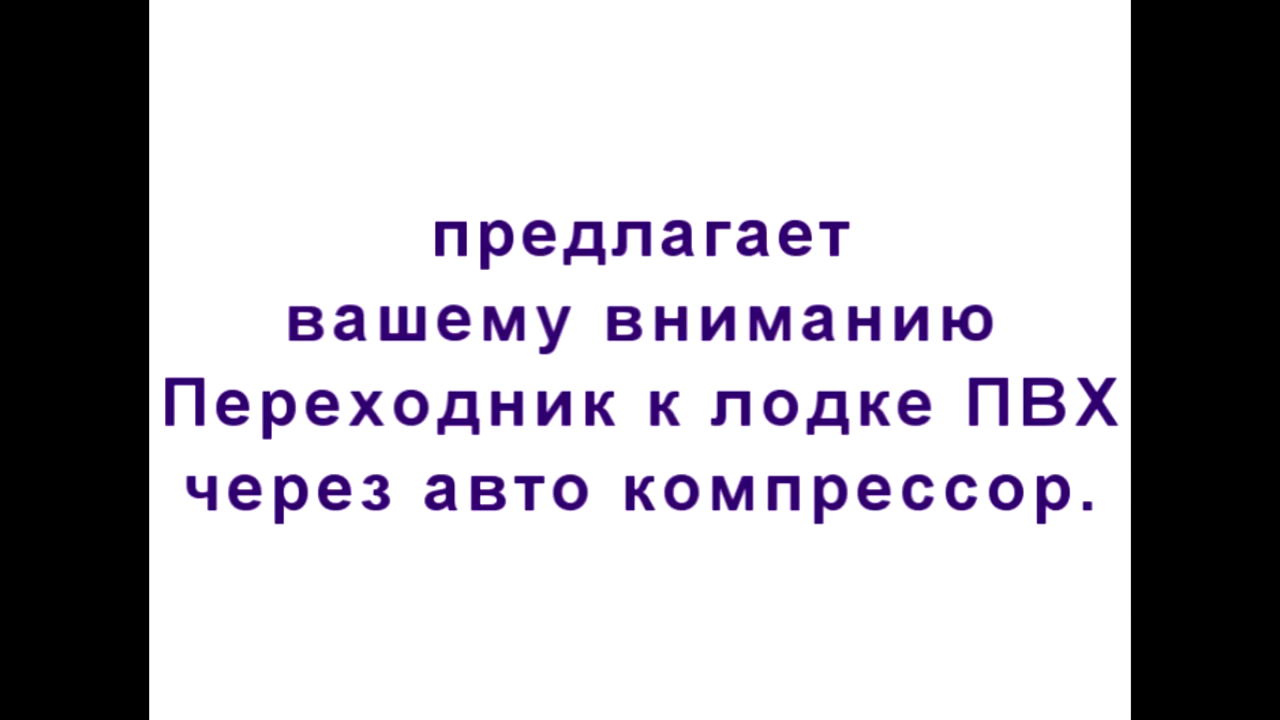 предлагает
вашему вниманию
Переходник к лодке ПВХ
через авто компрессор.